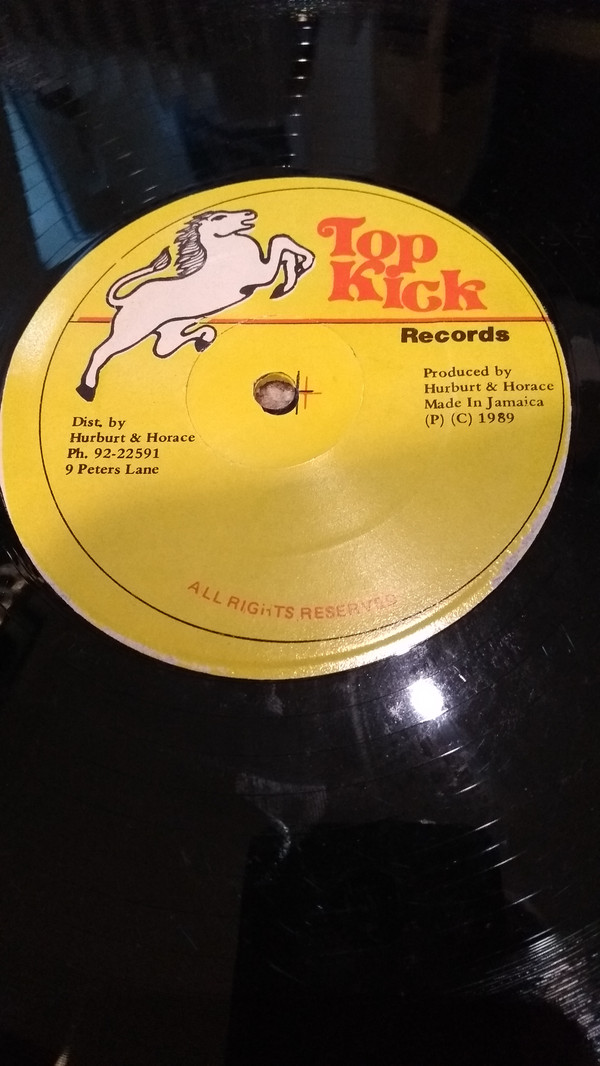 Top
Kick
Records
Produced by
Hurburt & Horace
Made In Jamaica
(P) (C) 1989
Dist. by
Hurburt & Horace
Ph. 92-22591
9 Peters Lane
ALL RIGHTS RESERVED